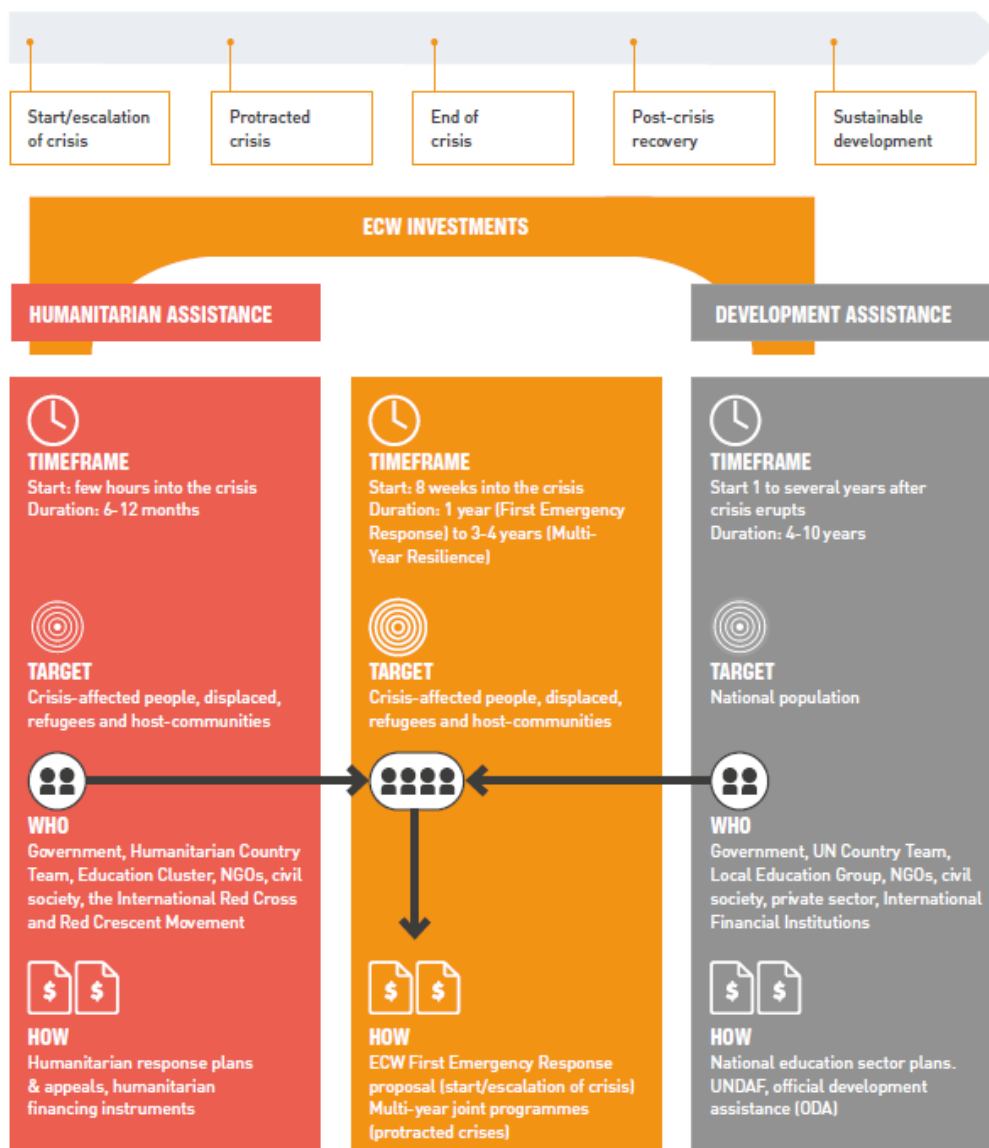 Start/escalation
of crisis
Protracted
crisis
End of
crisis
Post-crisis
recovery
Sustainable
development
ECW INVESTMENTS
HUMANITARIAN ASSISTANCE
DEVELOPMENT ASSISTANCE
TIMEFRAME
Start: few hours into the crisis
Duration: 6-12 months
TARGET
Crisis-affected people, displaced,
refugees and host-communities
WHO
Government, Humanitarian Country
Team, Education Cluster, NGOs, civil
society, the International Red Cross
and Red Crescent Movement
$ $
HOW
Humanitarian response plans
& appeals, humanitarian
financing instruments
TIMEFRAME
Start: 8 weeks into the crisis
Duration: 1 year (First Emergency
Response) to 3-4 years (Multi-
Year Resilience)
TARGET
Crisis-affected people, displaced,
refugees and host-communities
$ $
HOW
ECW First Emergency Response
proposal (start/escalation of crisis)
Multi-year joint programmes
(protracted crises)
TIMEFRAME
Start 1 to several years after
crisis erupts
Duration: 4-10 years
TARGET
National population
WHO
Government, UN Country Team,
Local Education Group, NGOs, civil
society, private sector, International
Financial Institutions
$ $
HOW
National education sector plans.
UNDAF, official development
assistance (ODA)